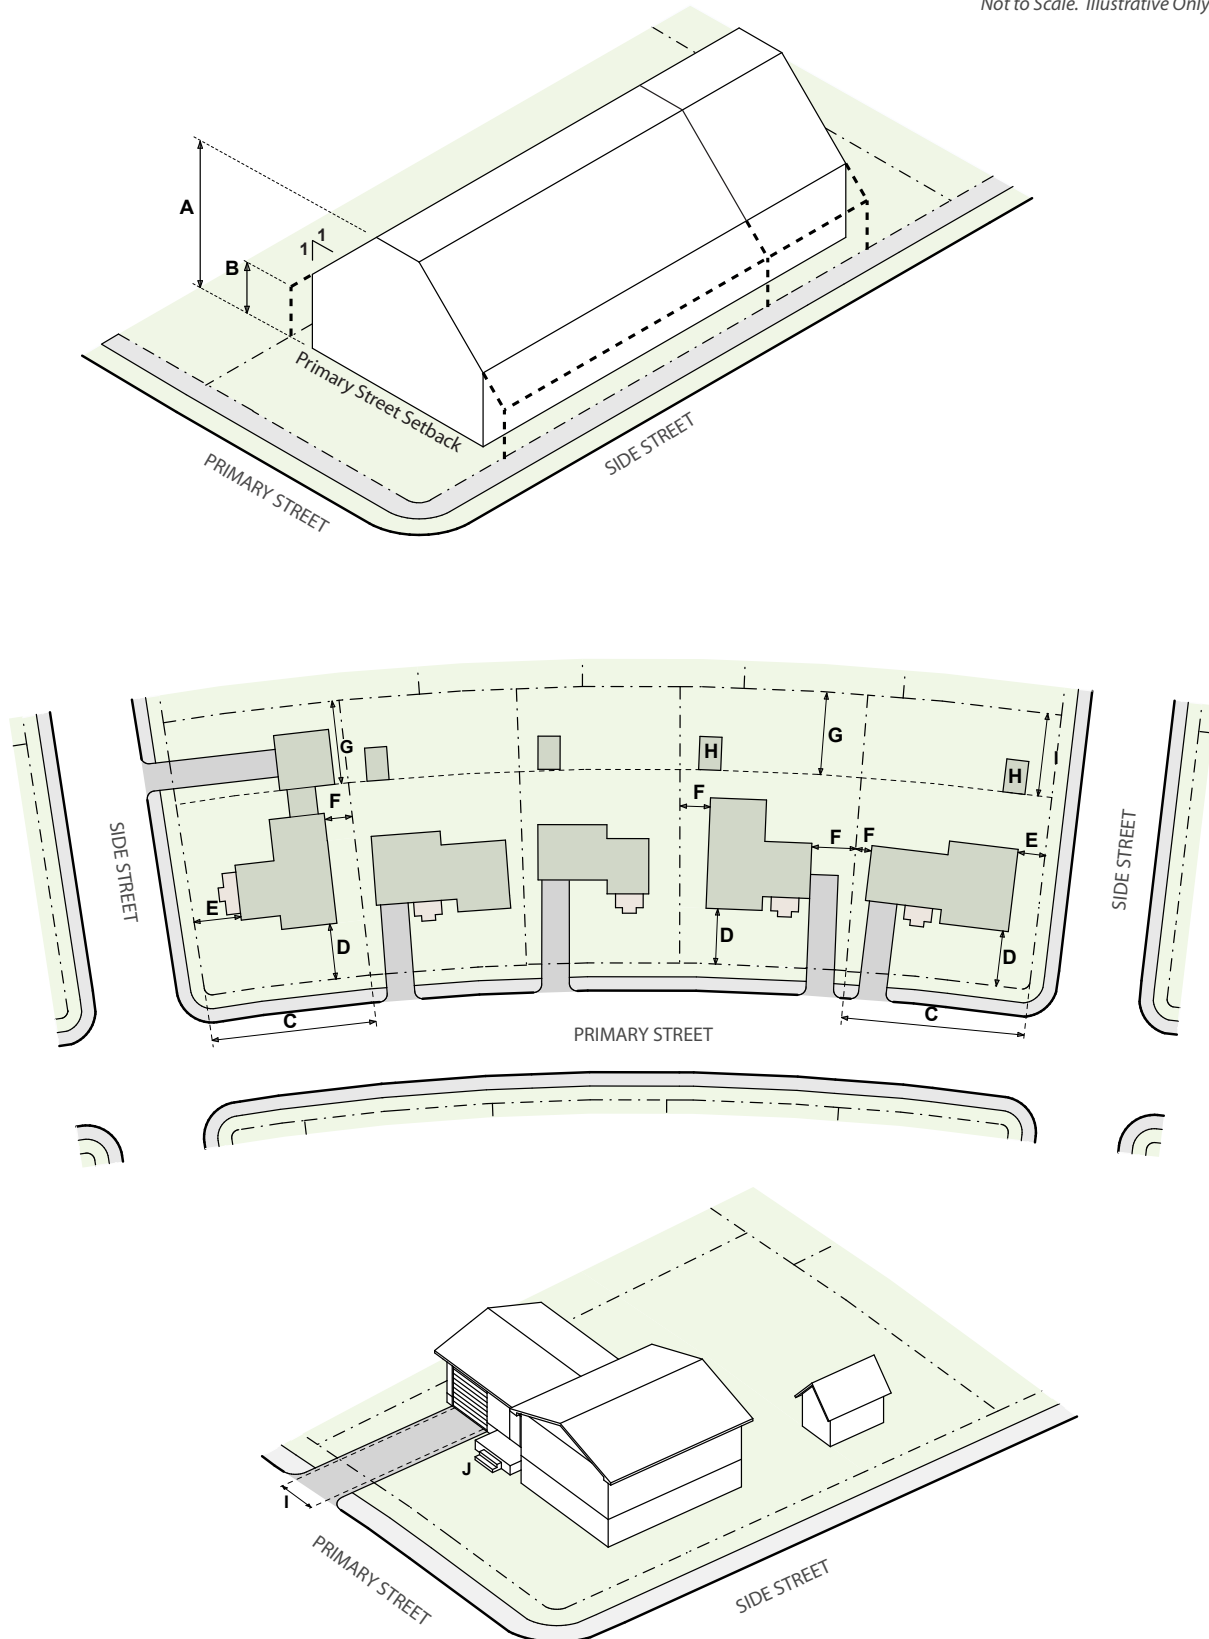 Not to Scale. Illustrative Only
A
1
1
B
Primary Street Setback
PRIMARY STREET
SIDE STREET
G
G
H
I
H
F
F
F
F
E
SIDE STREET
SIDE STREET
E
D
D
D
C
C
PRIMARY STREET
J
I
PRIMARY STREET
SIDE STREET